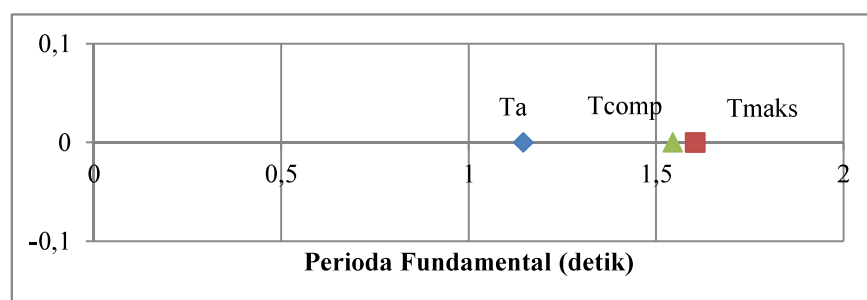 0,1
Ta
Tcomp
Tmaks
0
0
0,5
1
1,5
2
-0,1
Perioda Fundamental (detik)